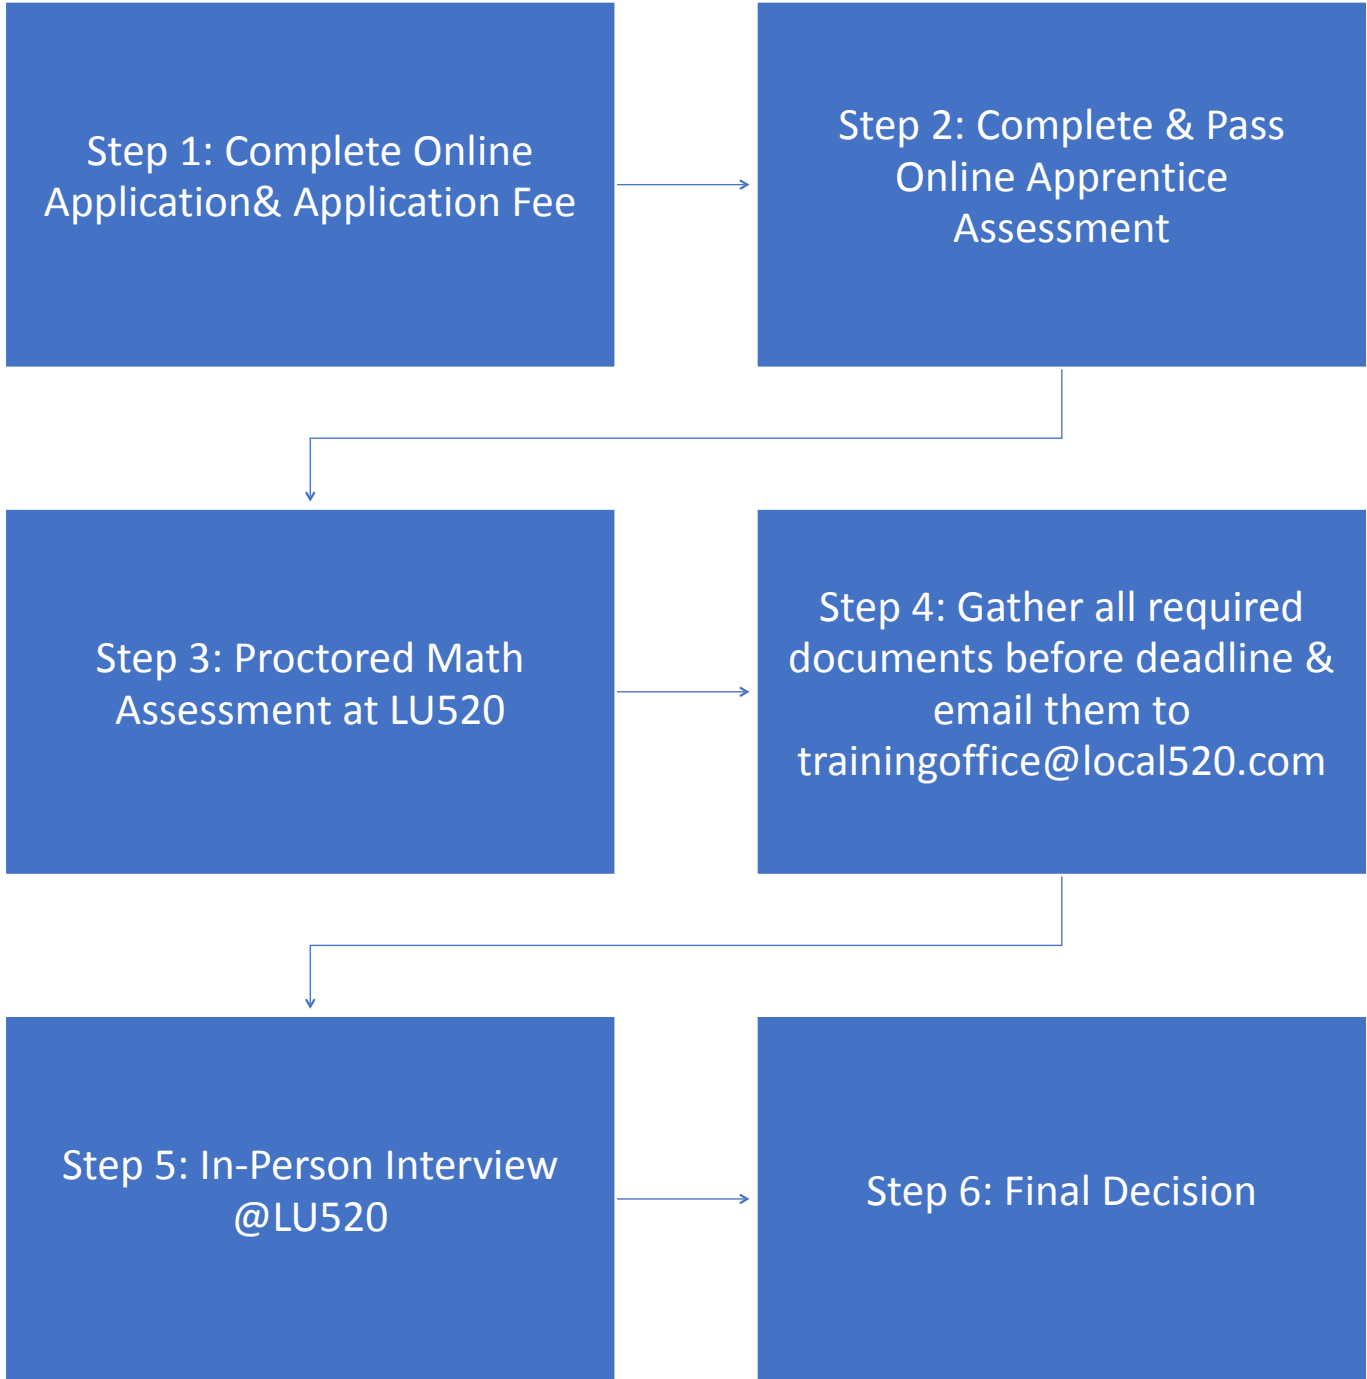 Step 1: Complete Online
Application& Application Fee
Step 2: Complete & Pass
Online Apprentice
Assessment
Step 3: Proctored Math
Assessment at LU520
Step 4: Gather all required
documents before deadline &
email them to
trainingoffice@local520.com
Step 5: In-Person Interview
@LU520
Step 6: Final Decision